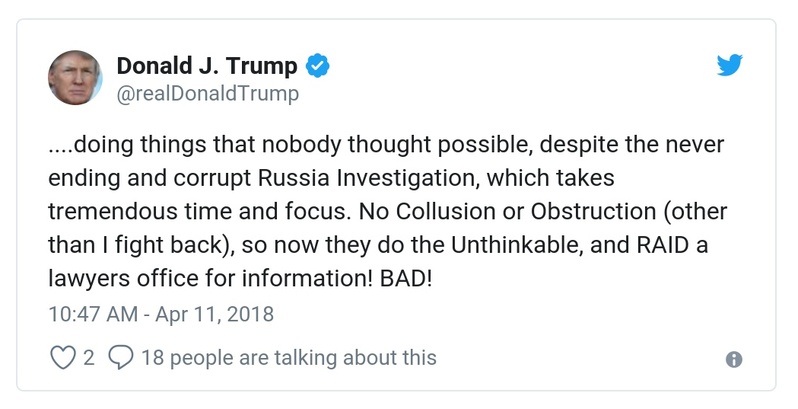 Donald J. Trump
@realDonaldTrump
....doing things that nobody thought possible, despite the never
ending and corrupt Russia Investigation, which takes
tremendous time and focus. No Collusion or Obstruction (other
than I fight back), so now they do the Unthinkable, and RAID a
lawyers office for information! BAD!
10:47 AM - Apr 11, 2018
2 18 people are talking about this